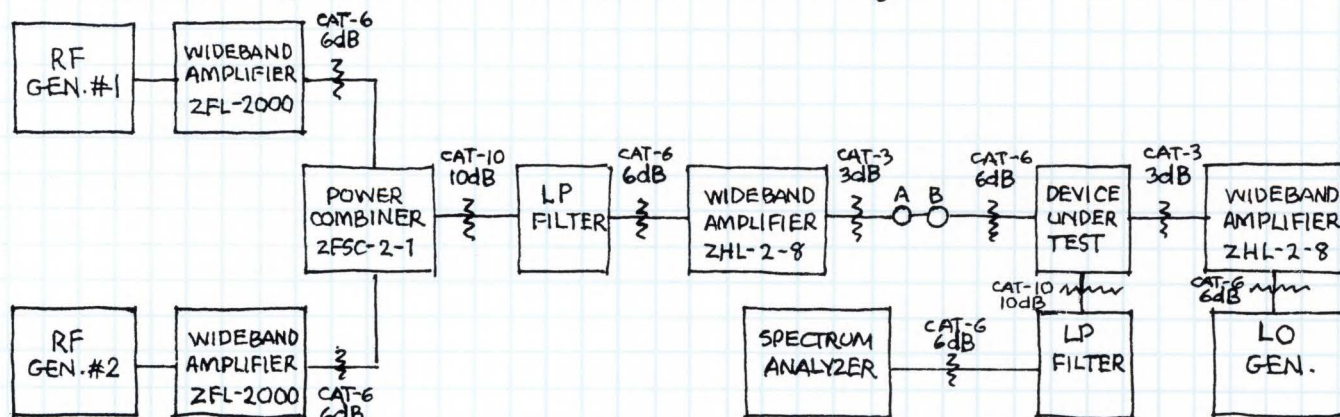 CAT-6
6dB
RF
GEN. #1
WIDEBAND
AMPLIFIER
ZFL-2000
POWER
COMBINER
ZFSC-2-1
CAT-10
10dB
LP
FILTER
CAT-6
6dB
WIDEBAND
AMPLIFIER
ZHL-2-8
CAT-3
3dB
A B
CAT-6
6dB
DEVICE
UNDER
TEST
CAT-3
3dB
WIDEBAND
AMPLIFIER
ZHL-2-8
RF
GEN. #2
WIDEBAND
AMPLIFIER
ZFL-2000
CAT-6
6dB
SPECTRUM
ANALYZER
CAT-6
6dB
CAT-10
10dB
LP
FILTER
CAT-6
6dB
LO
GEN.